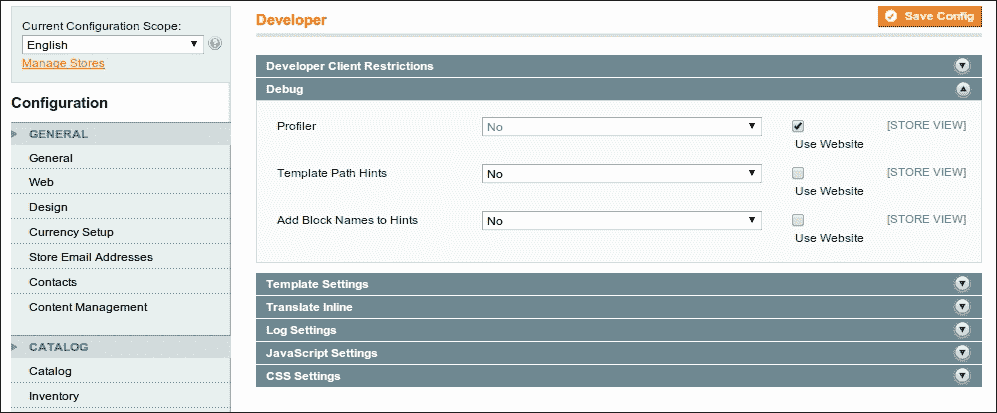 Current Configuration Scope:
English
Manage Stores
Configuration
GENERAL
General
Web
Design
Currency Setup
Store Email Addresses
Contacts
Content Management
CATALOG
Catalog
Inventory
Developer
Save Config
Developer Client Restrictions
Debug
Profiler No [STORE VIEW]
Use Website
Template Path Hints No [STORE VIEW]
Use Website
Add Block Names to Hints No [STORE VIEW]
Use Website
Template Settings
Translate Inline
Log Settings
JavaScript Settings
CSS Settings